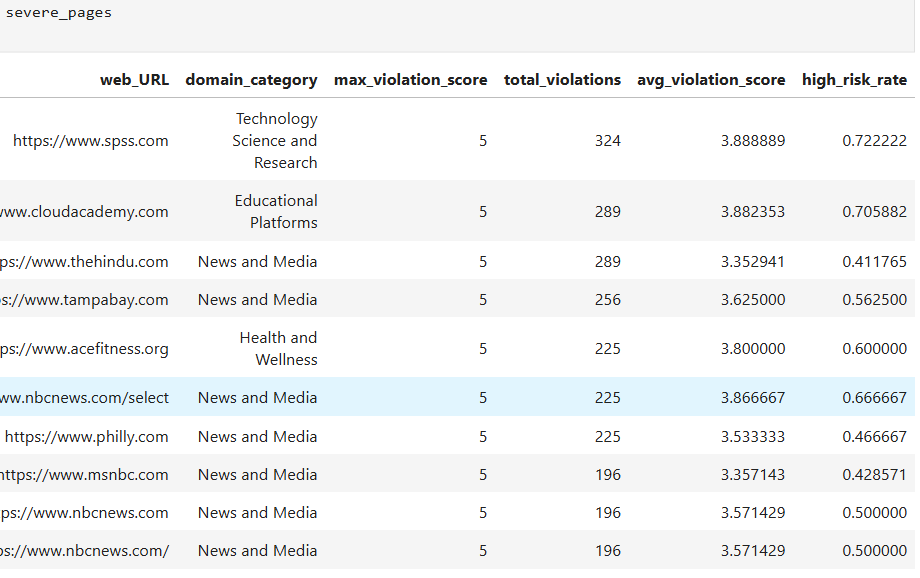 severe_pages
web_URL domain_category max_violation_score total_violations avg_violation_score high_risk_rate
Technology
https://www.spss.com Science and 5 324 3.888889 0.722222
Research
Educational
www.cloudacademy.com 5 289 3.882353 0.705882
Platforms
ps://www.thehindu.com News and Media 5 289 3.352941 0.411765
s://www.tampabay.com News and Media 5 256 3.625000 0.562500
Health and
ps://www.acefitness.org 5 225 3.800000 0.600000
Wellness
ww.nbcnews.com/select News and Media 5 225 3.866667 0.666667
https://www.philly.com News and Media 5 225 3.533333 0.466667
https://www.msnbc.com News and Media 5 196 3.357143 0.428571
ps://www.nbcnews.com News and Media 5 196 3.571429 0.500000
s://www.nbcnews.com/ News and Media 5 196 3.571429 0.500000